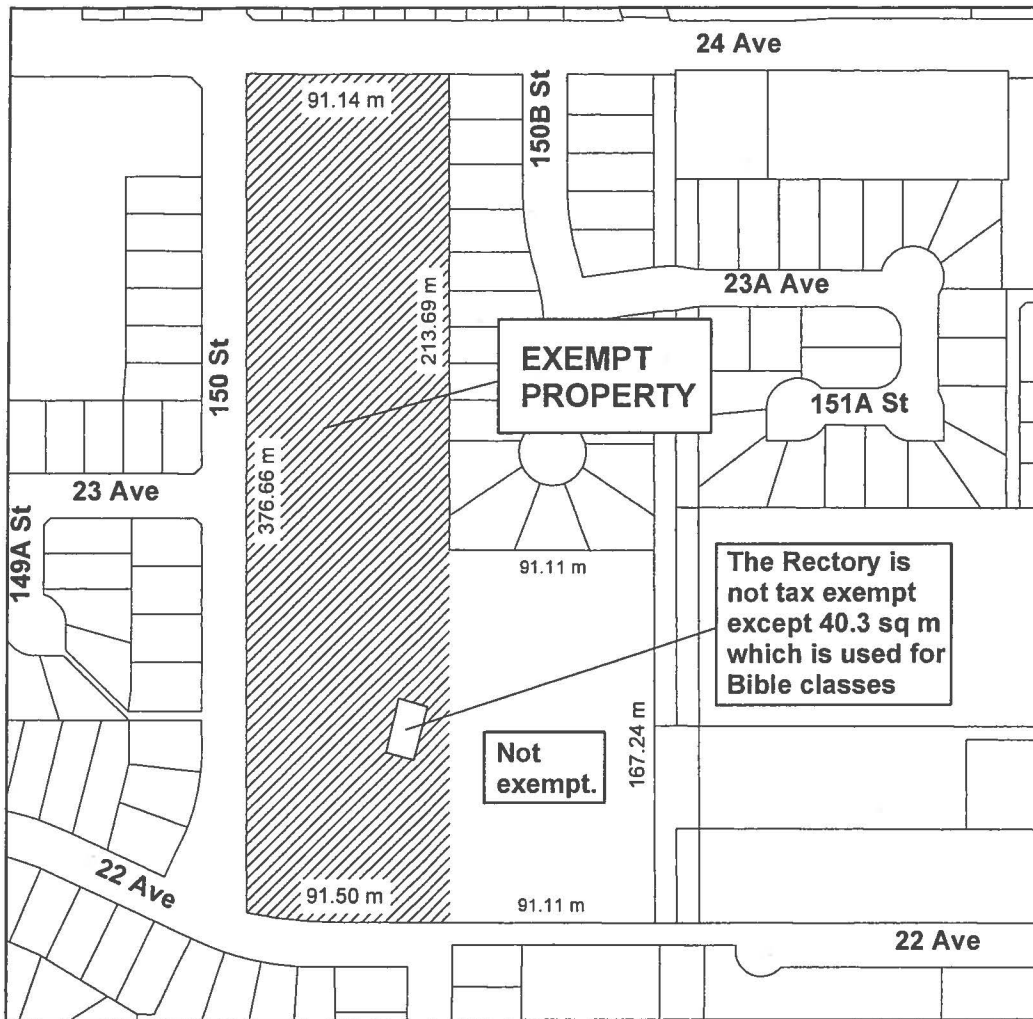 24 Ave
91.14 m
150B St
23A Ave
213.69 m
EXEMPT
PROPERTY
150 St
151A St
376.66 m
23 Ave
149A St
91.11 m
The Rectory is
not tax exempt
except 40.3 sq m
which is used for
Bible classes
167.24 m
Not
exempt.
22 Ave
91.50 m
91.11 m
22 Ave